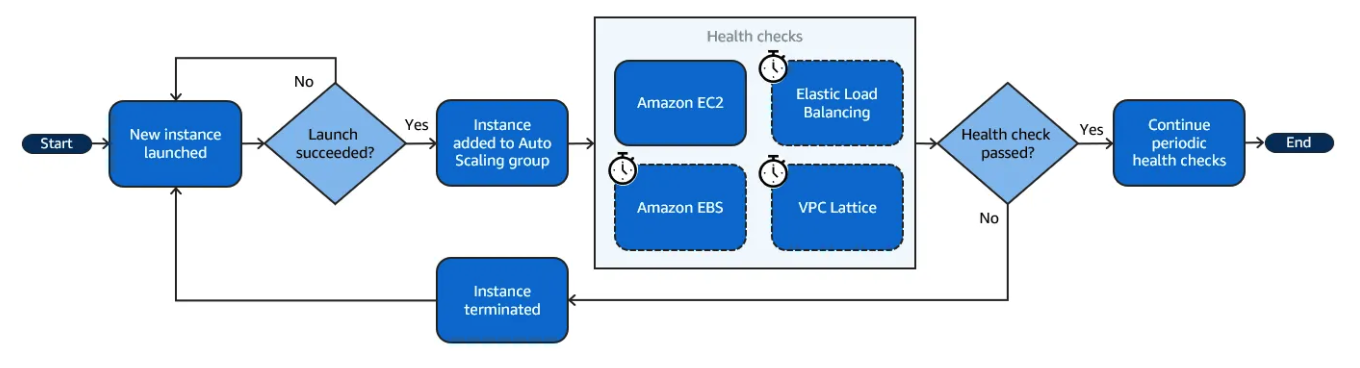 Start
New instance
launched
No
Launch
succeeded?
Yes
Instance
added to Auto
Scaling group
Health checks
Amazon EC2
Elastic Load
Balancing
Amazon EBS
VPC Lattice
Health check
passed?
Yes
No
Continue
periodic
health checks
End
Instance
terminated